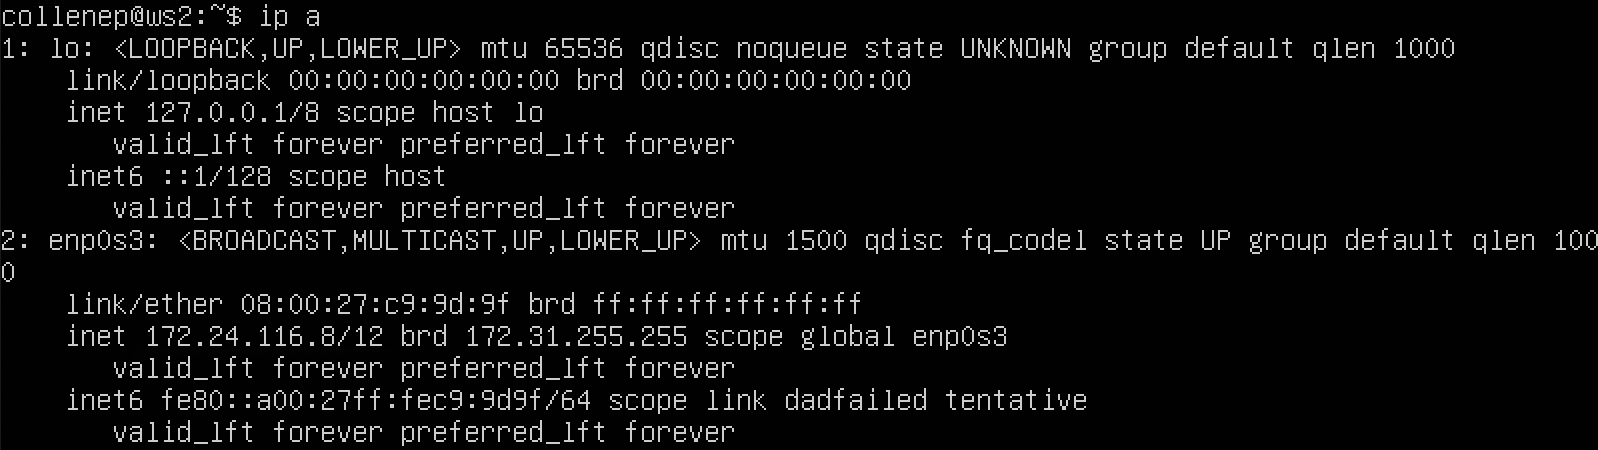 collenep@ws2:~$ ip a
1: lo: <LOOPBACK,UP,LOWER_UP> mtu 65536 qdisc noqueue state UNKNOWN group default qlen 1000
    link/loopback 00:00:00:00:00:00 brd 00:00:00:00:00:00
    inet 127.0.0.1/8 scope host lo
       valid_lft forever preferred_lft forever
    inet6 ::1/128 scope host
       valid_lft forever preferred_lft forever
2: enp0s3: <BROADCAST,MULTICAST,UP,LOWER_UP> mtu 1500 qdisc fq_codel state UP group default qlen 100
0
    link/ether 08:00:27:c9:9d:9f brd ff:ff:ff:ff:ff:ff
    inet 172.24.116.8/12 brd 172.31.255.255 scope global enp0s3
       valid_lft forever preferred_lft forever
    inet6 fe80::a00:27ff:fec9:9d9f/64 scope link dadfailed tentative
       valid_lft forever preferred_lft forever